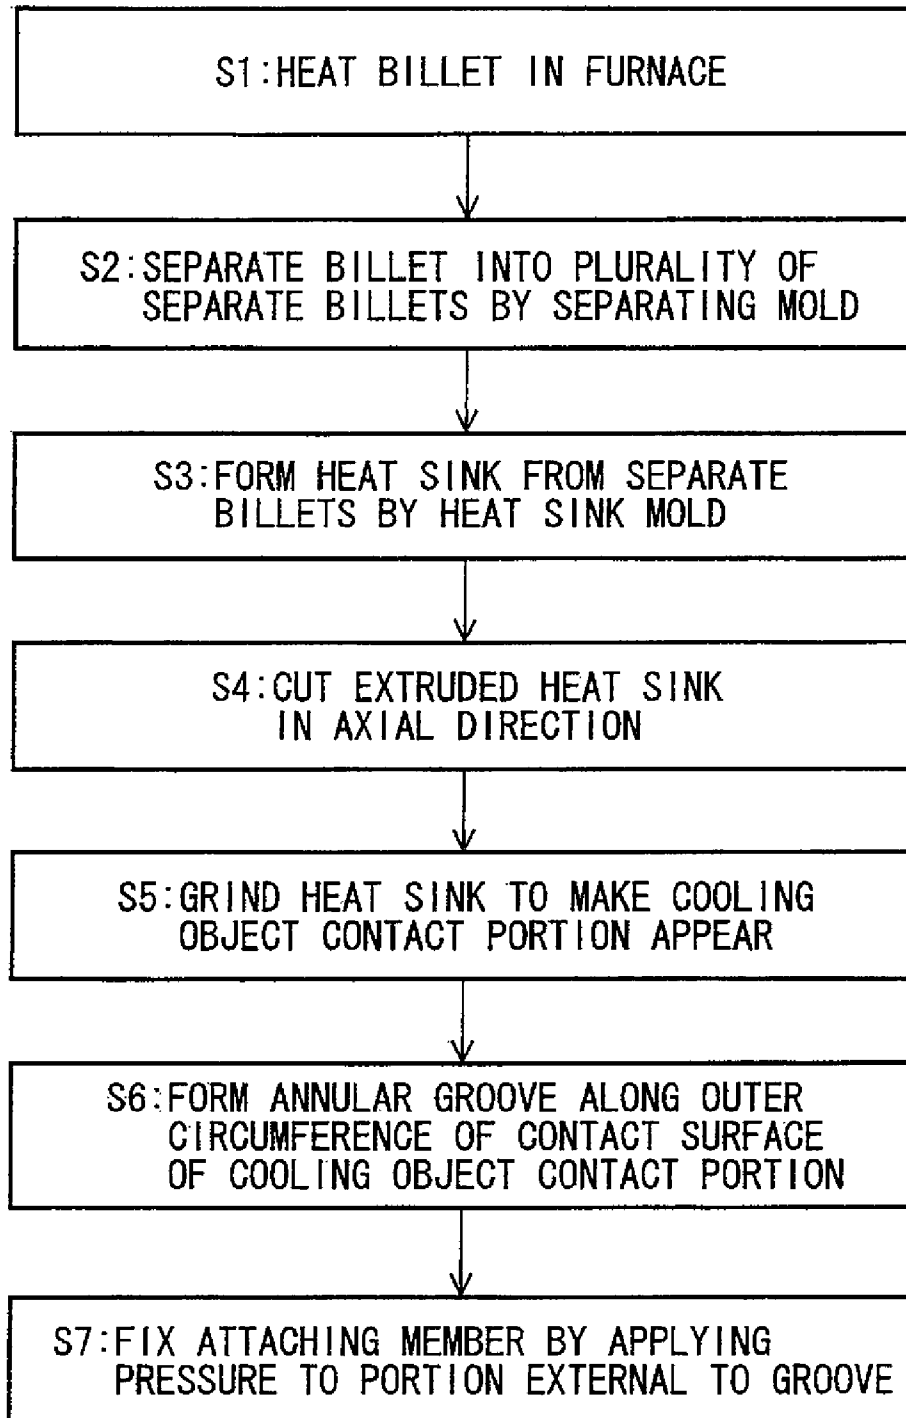 S1:HEAT BILLET IN FURNACE
S2:SEPARATE BILLET INTO PLURALITY OF
SEPARATE BILLETS BY SEPARATING MOLD
S3:FORM HEAT SINK FROM SEPARATE
BILLETS BY HEAT SINK MOLD
S4:CUT EXTRUDED HEAT SINK
IN AXIAL DIRECTION
S5:GRIND HEAT SINK TO MAKE COOLING
OBJECT CONTACT PORTION APPEAR
S6:FORM ANNULAR GROOVE ALONG OUTER
CIRCUMFERENCE OF CONTACT SURFACE
OF COOLING OBJECT CONTACT PORTION
S7:FIX ATTACHING MEMBER BY APPLYING
PRESSURE TO PORTION EXTERNAL TO GROOVE